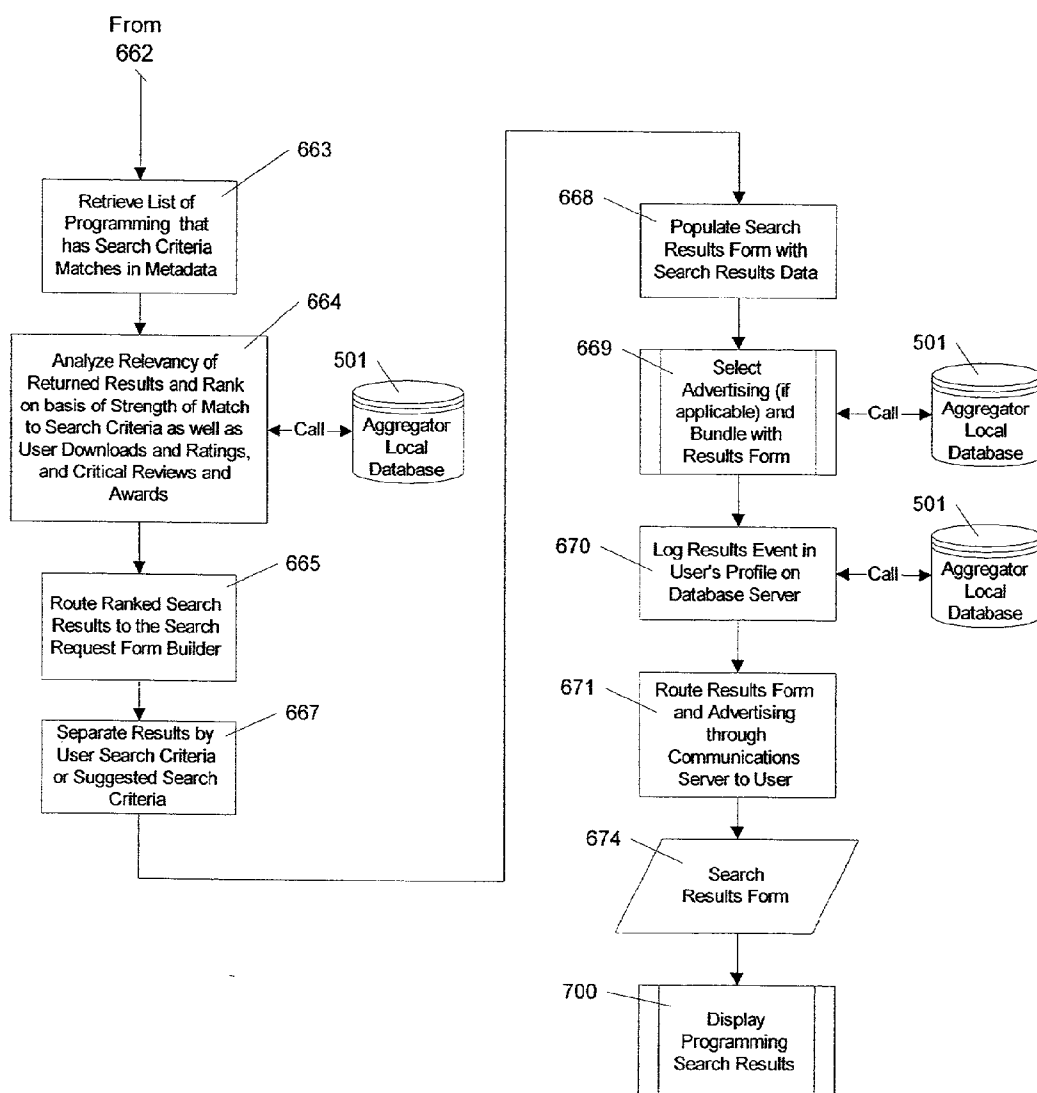 From
662
663
Retrieve List of
Programming that
has Search Criteria
Matches in Metadata
664
Analyze Relevancy of
Returned Results and Rank
on basis of Strength of Match
to Search Criteria as well as
User Downloads and Ratings,
and Critical Reviews and
Awards
Call
501
Aggregator
Local
Database
665
Route Ranked Search
Results to the Search
Request Form Builder
667
Separate Results by
User Search Criteria
or Suggested Search
Criteria
668
Populate Search
Results Form with
Search Results Data
669
Select
Advertising (if
applicable) and
Bundle with
Results Form
Call
501
Aggregator
Local
Database
670
Log Results Event in
User's Profile on
Database Server
Call
501
Aggregator
Local
Database
671
Route Results Form
and Advertising
through
Communications
Server to User
674
Search
Results Form
700
Display
Programming
Search Results